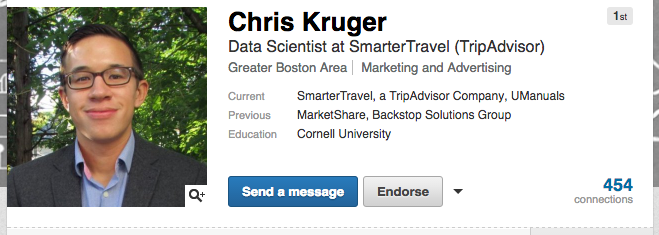 Chris Kruger
1st
Data Scientist at SmarterTravel (TripAdvisor)
Greater Boston Area | Marketing and Advertising
Current SmarterTravel, a TripAdvisor Company, UManuals
Previous MarketShare, Backstop Solutions Group
Education Cornell University
Send a message Endorse
454
connections